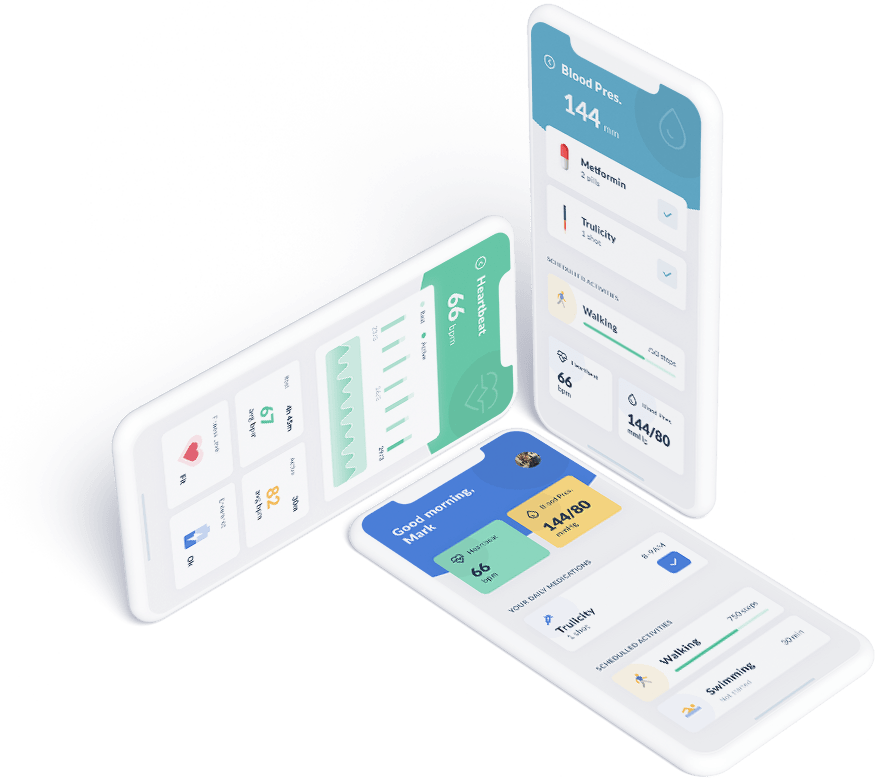 Blood Pres.
144 mm
Metformin
2 pills
Trulicity
1 shot
SCHEDULED ACTIVITIES
Walking
750 steps
Heartbeat
66
bpm
Blood Pres.
144/80
mmHg
Heartbeat
66 bpm
Rest
Active
Rest
4h 45m
67
avg bpm
Active
30m
82
avg bpm
Fit
Ok
Good morning,
Mark
Heartbeat
66
bpm
Blood Pres.
144/80
mmHg
YOUR DAILY MEDICATIONS
8-9AM
Trulicity
1 shot
SCHEDULLED ACTIVITIES
Walking
750 steps
Swimming
30 min
Not started